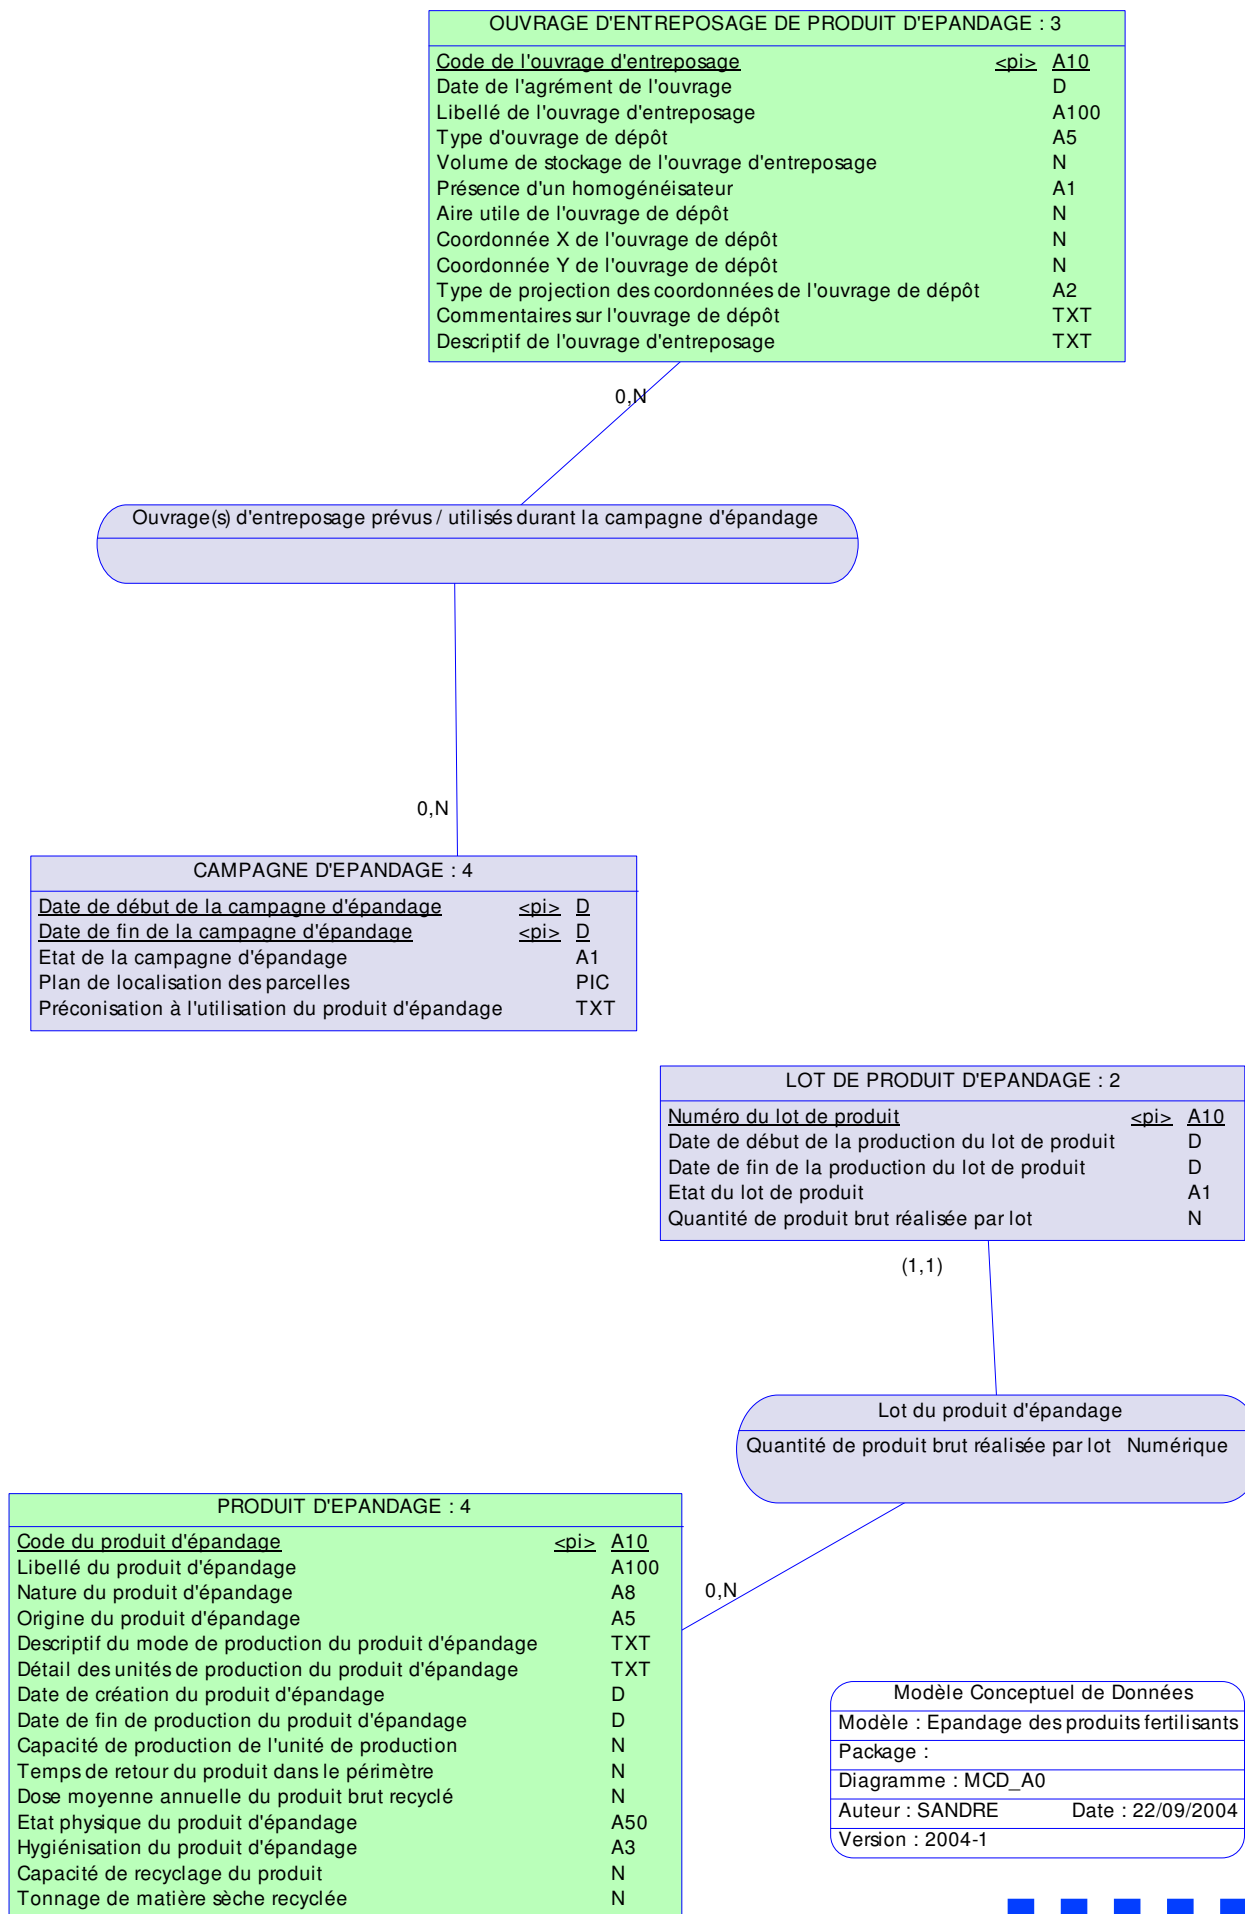 OUVRAGE D'ENTREPOSAGE DE PRODUIT D'EPANDAGE : 3
Code de l'ouvrage d'entreposage <pi> A10
Date de l'agrément de l'ouvrage D
Libellé de l'ouvrage d'entreposage A100
Type d'ouvrage de dépôt A5
Volume de stockage de l'ouvrage d'entreposage N
Présence d'un homogénéisateur A1
Aire utile de l'ouvrage de dépôt N
Coordonnée X de l'ouvrage de dépôt N
Coordonnée Y de l'ouvrage de dépôt N
Type de projection des coordonnées de l'ouvrage de dépôt A2
Commentaires sur l'ouvrage de dépôt TXT
Descriptif de l'ouvrage d'entreposage TXT
0,N
Ouvrage(s) d'entreposage prévus / utilisés durant la campagne d'épandage
0,N
CAMPAGNE D'EPANDAGE : 4
Date de début de la campagne d'épandage <pi> D
Date de fin de la campagne d'épandage <pi> D
Etat de la campagne d'épandage A1
Plan de localisation des parcelles PIC
Préconisation à l'utilisation du produit d'épandage TXT
LOT DE PRODUIT D'EPANDAGE : 2
Numéro du lot de produit <pi> A10
Date de début de la production du lot de produit D
Date de fin de la production du lot de produit D
Etat du lot de produit A1
Quantité de produit brut réalisée par lot N
(1,1)
Lot du produit d'épandage
Quantité de produit brut réalisée par lot Numérique
0,N
PRODUIT D'EPANDAGE : 4
Code du produit d'épandage <pi> A10
Libellé du produit d'épandage A100
Nature du produit d'épandage A8
Origine du produit d'épandage A5
Descriptif du mode de production du produit d'épandage TXT
Détail des unités de production du produit d'épandage TXT
Date de création du produit d'épandage D
Date de fin de production du produit d'épandage D
Capacité de production de l'unité de production N
Temps de retour du produit dans le périmètre N
Dose moyenne annuelle du produit brut recyclé N
Etat physique du produit d'épandage A50
Hygiénisation du produit d'épandage A3
Capacité de recyclage du produit N
Tonnage de matière sèche recyclée N
Modèle Conceptuel de Données
Modèle : Epandage des produits fertilisants
Package :
Diagramme : MCD_A0
Auteur : SANDRE Date : 22/09/2004
Version : 2004-1